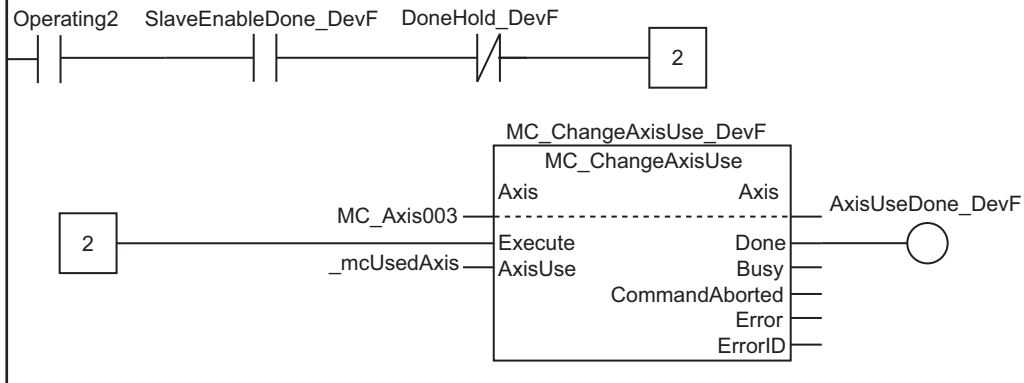 Operating2 SlaveEnableDone_DevF DoneHold_DevF
2
MC_ChangeAxisUse_DevF
MC_ChangeAxisUse
Axis Axis
MC_Axis003 AxisUseDone_DevF
2 Execute Done
_mcUsedAxis AxisUse Busy
CommandAborted
Error
ErrorID